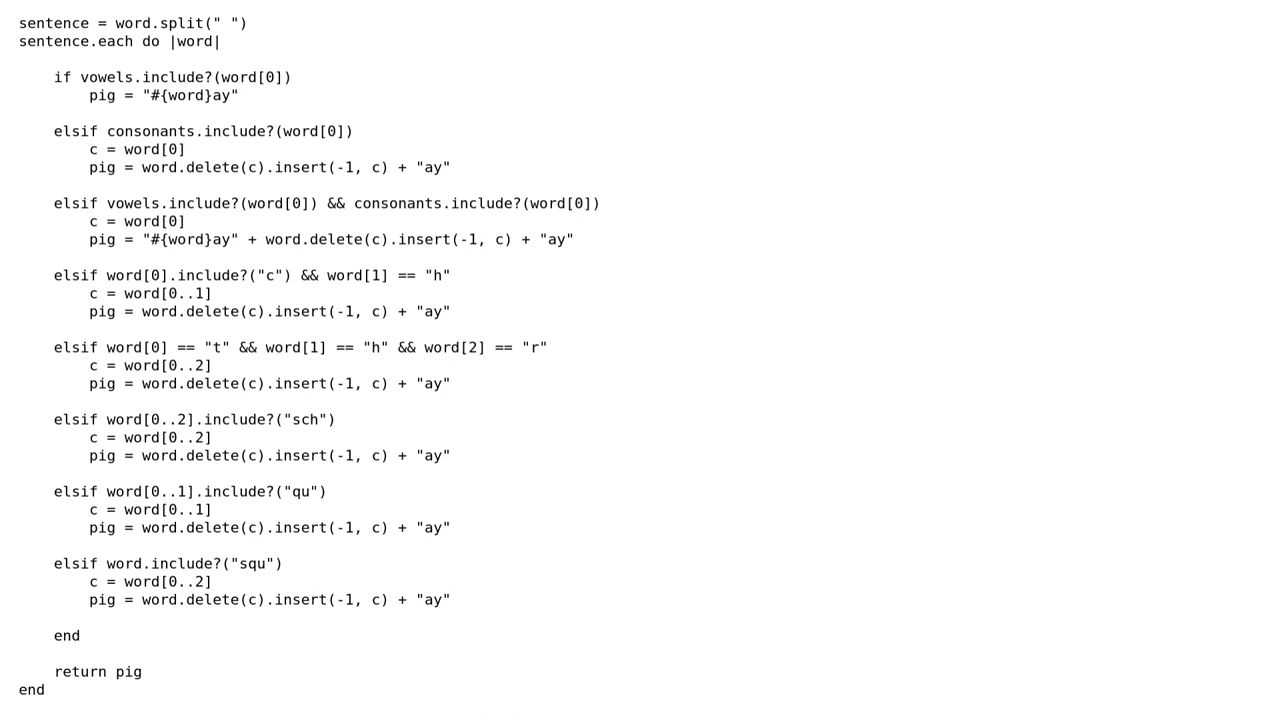 sentence = word.split(" ")
sentence.each do |word|

    if vowels.include?(word[0])
        pig = "#{word}ay"

    elsif consonants.include?(word[0])
        c = word[0]
        pig = word.delete(c).insert(-1, c) + "ay"

    elsif vowels.include?(word[0]) && consonants.include?(word[0])
        c = word[0]
        pig = "#{word}ay" + word.delete(c).insert(-1, c) + "ay"

    elsif word[0].include?("c") && word[1] == "h"
        c = word[0..1]
        pig = word.delete(c).insert(-1, c) + "ay"

    elsif word[0] == "t" && word[1] == "h" && word[2] == "r"
        c = word[0..2]
        pig = word.delete(c).insert(-1, c) + "ay"

    elsif word[0..2].include?("sch")
        c = word[0..2]
        pig = word.delete(c).insert(-1, c) + "ay"

    elsif word[0..1].include?("qu")
        c = word[0..1]
        pig = word.delete(c).insert(-1, c) + "ay"

    elsif word.include?("squ")
        c = word[0..2]
        pig = word.delete(c).insert(-1, c) + "ay"

    end

    return pig
end